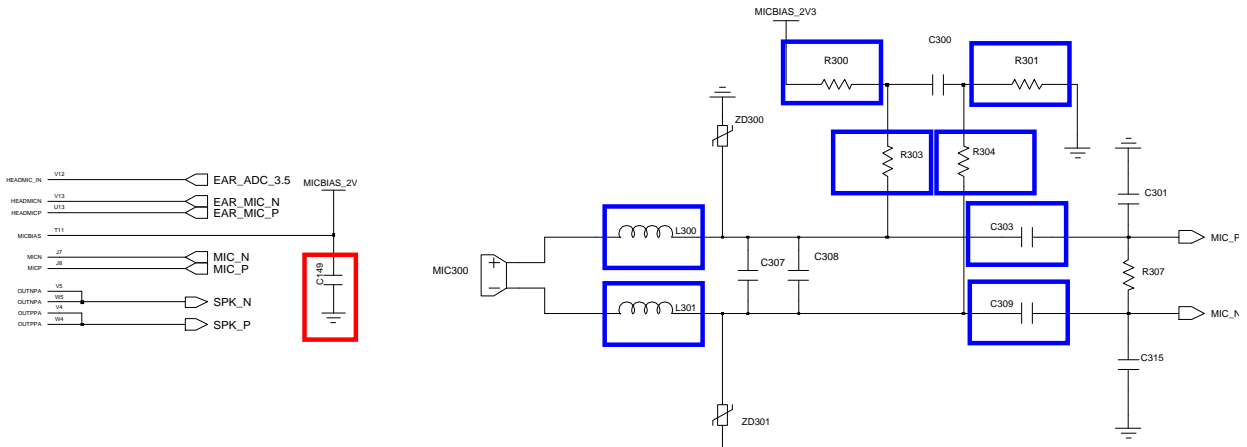 MICBIAS_2V3
C300
R300
R301
ZD300
R303
R304
HEADMIC_IN
V12
EAR_ADC_3.5
MICBIAS_2V
HEADMICN
V13
EAR_MIC_N
HEADMICP
U13
EAR_MIC_P
C301
MICBIAS
T11
L300
C303
MIC_P
MICN
J7
MIC_N
MICP
J8
MIC_P
C149
MIC300
C307
C308
R307
OUTNPA
V5
OUTNPA
W5
SPK_N
OUTPPA
V4
OUTPPA
W4
SPK_P
L301
C309
MIC_N
C315
ZD301